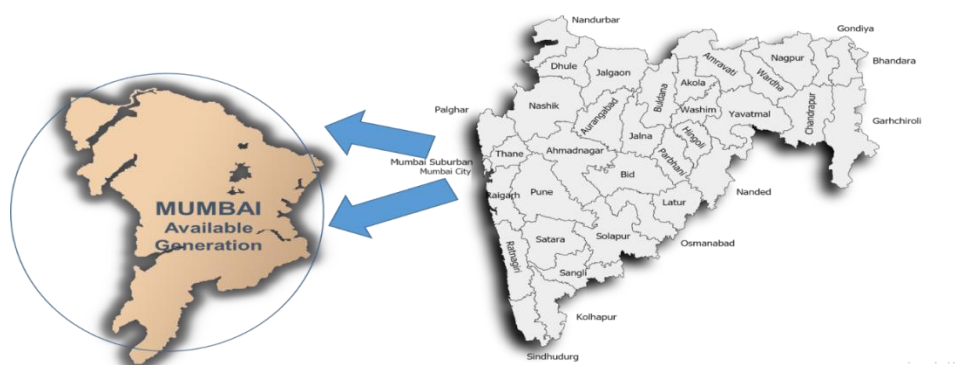 MUMBAI
Available
Generation
Nandurbar
Gondiya
Dhule
Jalgaon
Buldana
Akola
Amravati
Wardha
Nagpur
Bhandara
Palghar
Nashik
Aurangabad
Washim
Yavatmal
Chandrapur
Garhchiroli
Mumbai Suburban
Mumbai City
Thane
Ahmadnagar
Jalna
Hingoli
Parbhani
Bid
Nanded
Raigarh
Pune
Latur
Ratnagiri
Satara
Solapur
Osmanabad
Sangli
Kolhapur
Sindhudurg